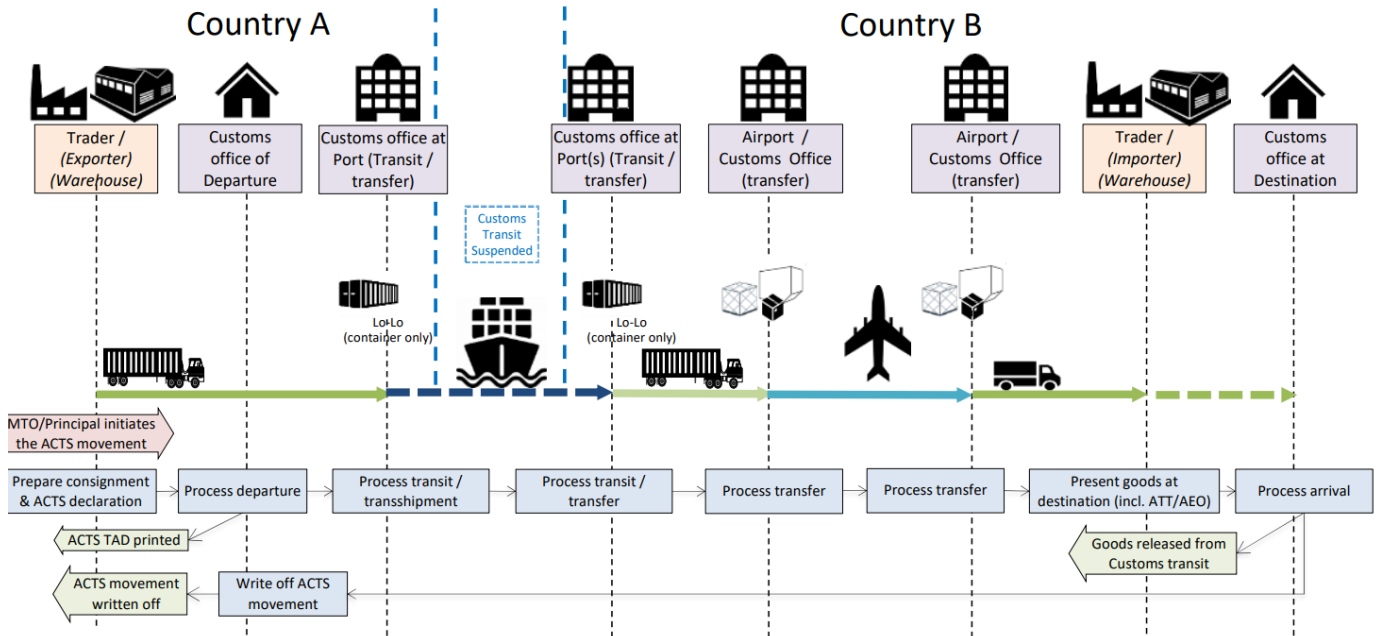 Country A
Country B
Trader /
(Exporter)
(Warehouse)
Customs
office of
Departure
Customs office at
Port (Transit /
transfer)
Customs office at
Port(s) (Transit /
transfer)
Airport /
Customs Office
(transfer)
Airport /
Customs Office
(transfer)
Trader /
(Importer)
(Warehouse)
Customs
office at
Destination
Customs
Transit
Suspended
Lo-Lo
(container only)
Lo-Lo
(container only)
MTO/Principal initiates
the ACTS movement
Prepare consignment
& ACTS declaration
Process departure
Process transit /
transshipment
Process transit /
transfer
Process transfer
Process transfer
Present goods at
destination (incl. ATT/AEO)
Process arrival
ACTS TAD printed
Goods released from
Customs transit
ACTS movement
written off
Write off ACTS
movement